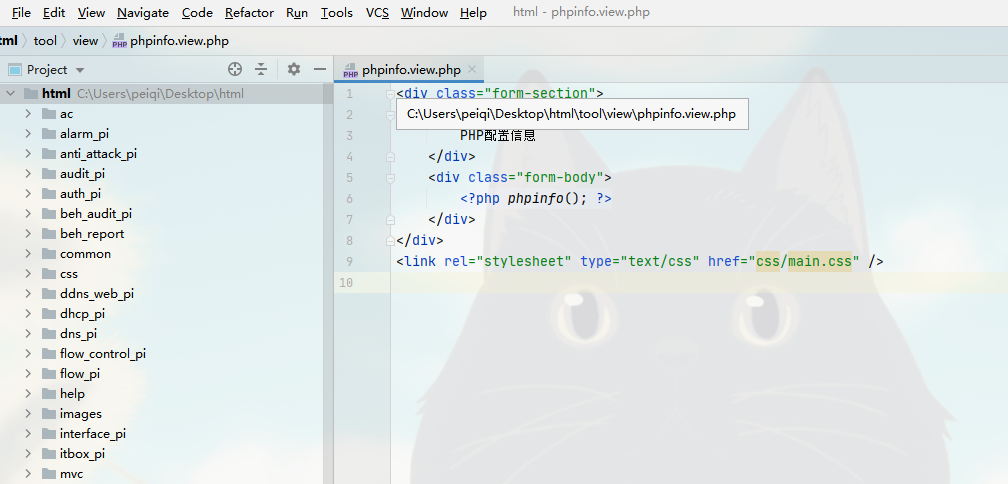 File Edit View Navigate Code Refactor Run Tools VCS Window Help html - phpinfo.view.php
tml tool view phpinfo.view.php
Project
phpinfo.view.php
html C:\Users\peiqi\Desktop\html
ac
alarm_pi
anti_attack_pi
audit_pi
auth_pi
beh_audit_pi
beh_report
common
css
ddns_web_pi
dhcp_pi
dns_pi
flow_control_pi
flow_pi
help
images
interface_pi
itbox_pi
mvc
1 <div class="form-section">
2
C:\Users\peiqi\Desktop\html\tool\view\phpinfo.view.php
PHP配置信息
4 </div>
5 <div class="form-body">
6 <?php phpinfo(); ?>
7 </div>
8 </div>
9 <link rel="stylesheet" type="text/css" href="css/main.css" />
10